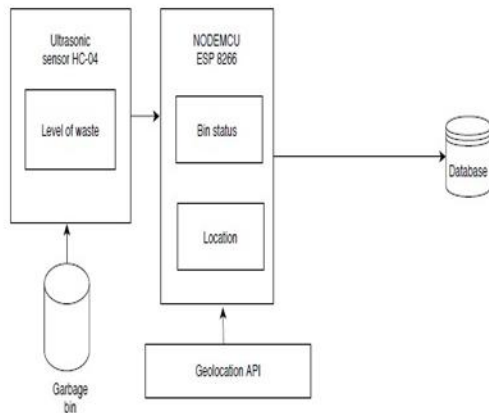 Ultrasonic
sensor HC-04
Level of waste
NODEMCU
ESP 8266
Bin status
Location
Database
Garbage
bin
Geolocation API